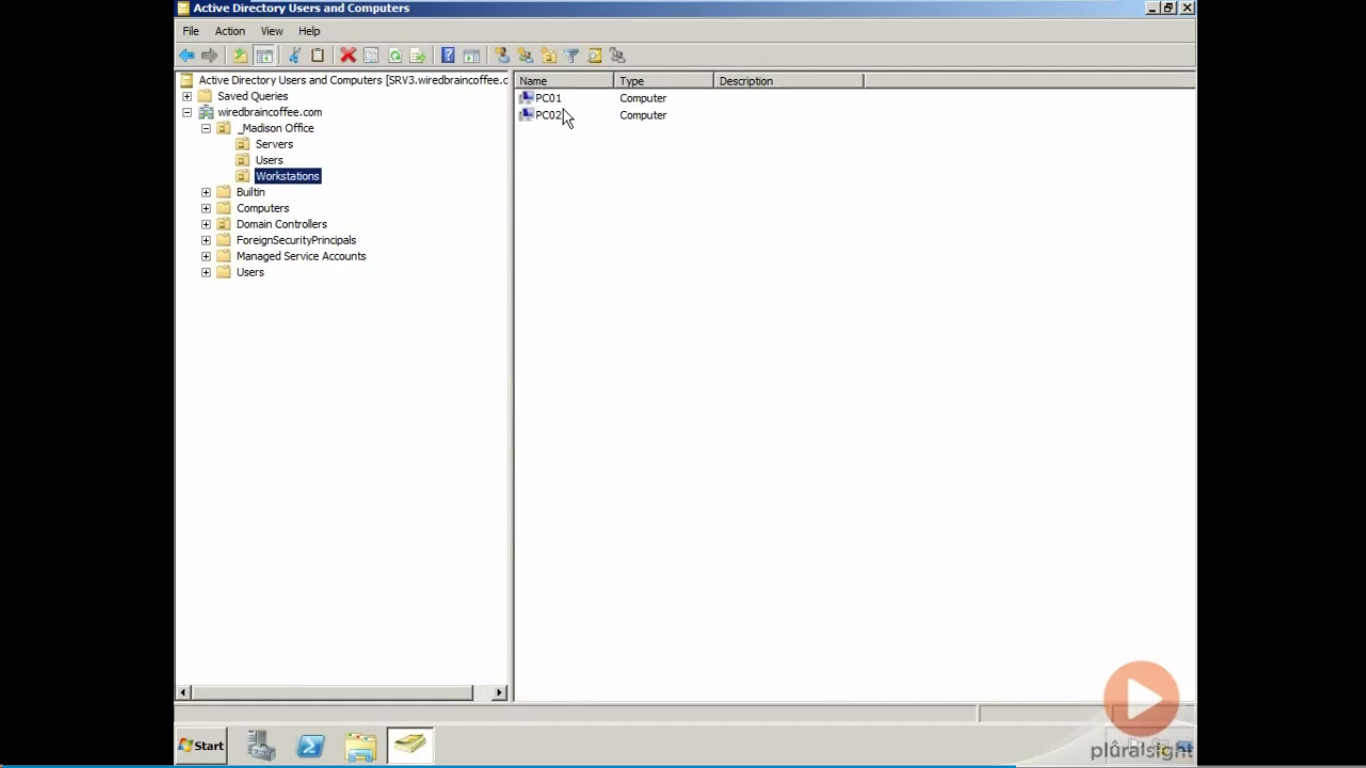 Active Directory Users and Computers
File Action View Help
Active Directory Users and Computers [SRV3.wiredbraincoffee.c
Saved Queries
wiredbraincoffee.com
_Madison Office
Servers
Users
Workstations
Builtin
Computers
Domain Controllers
ForeignSecurityPrincipals
Managed Service Accounts
Users
Name Type Description
PC01 Computer
PC02 Computer
Start
pluralsight